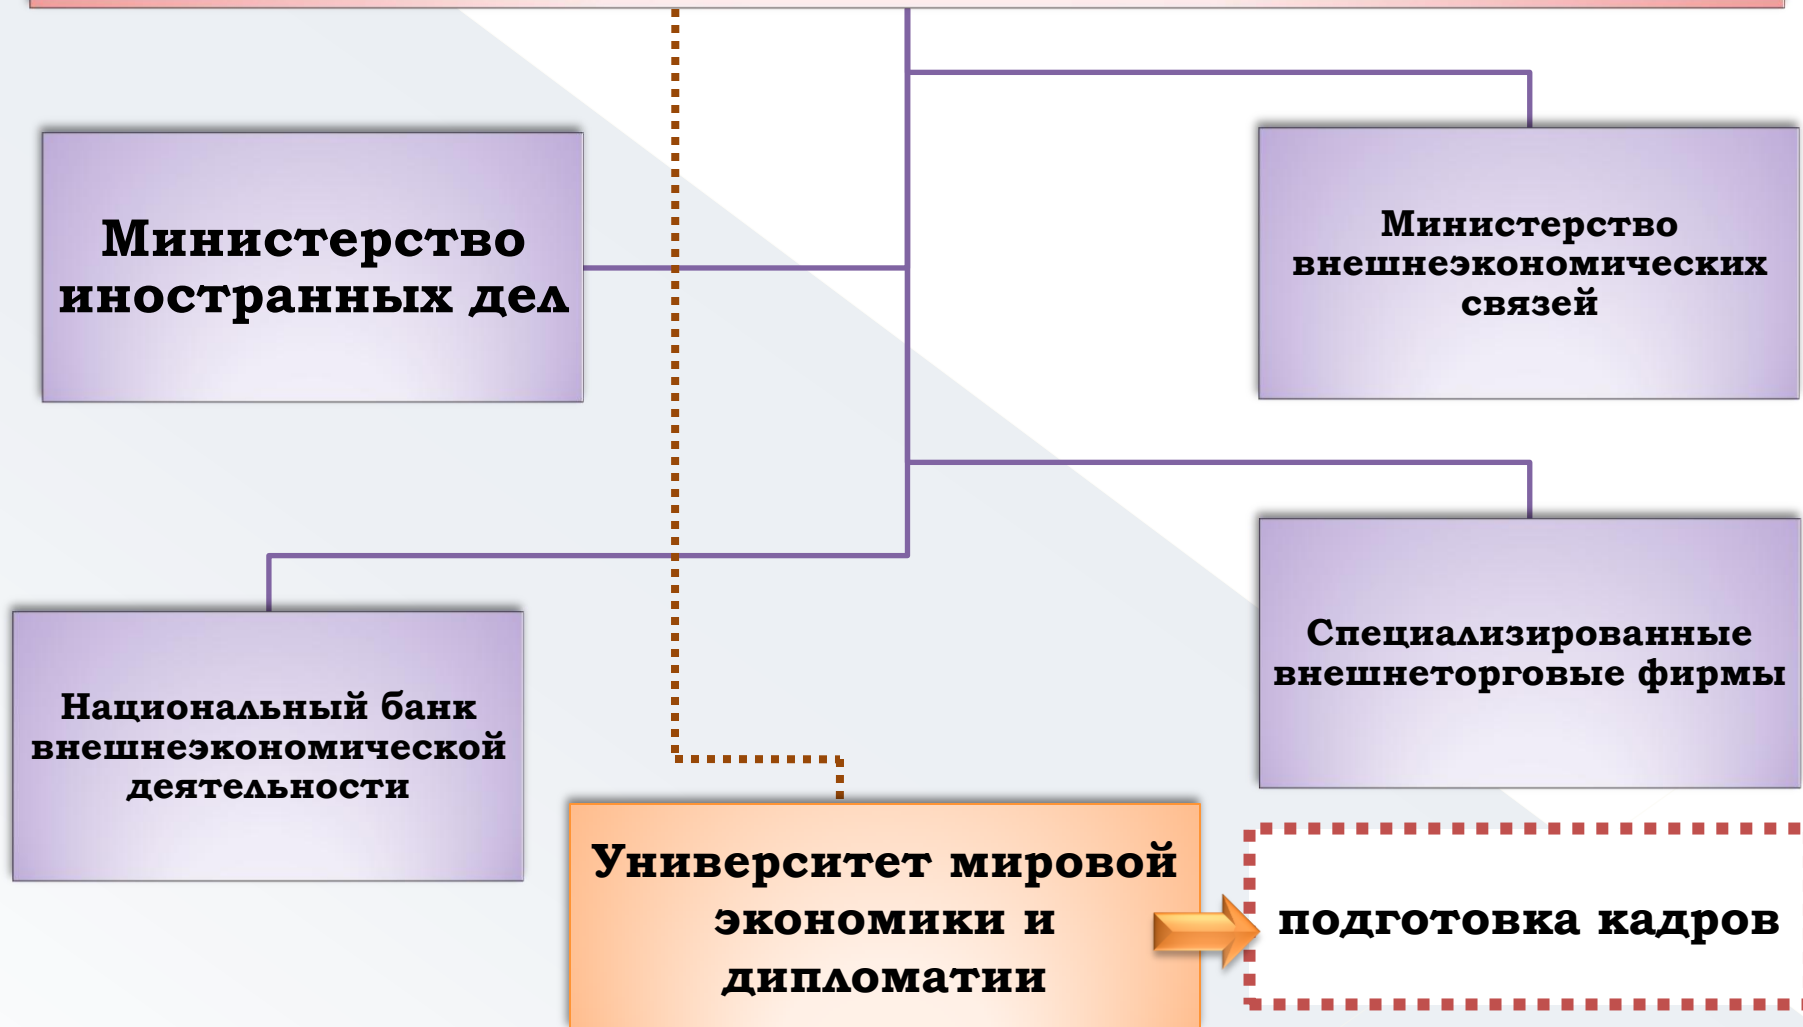 Министерство
иностранных дел
Министерство
внешнеэкономических
связей
Национальный банк
внешнеэкономической
деятельности
Специализированные
внешнеторговые фирмы
Университет мировой
экономики и
дипломатии
подготовка кадров